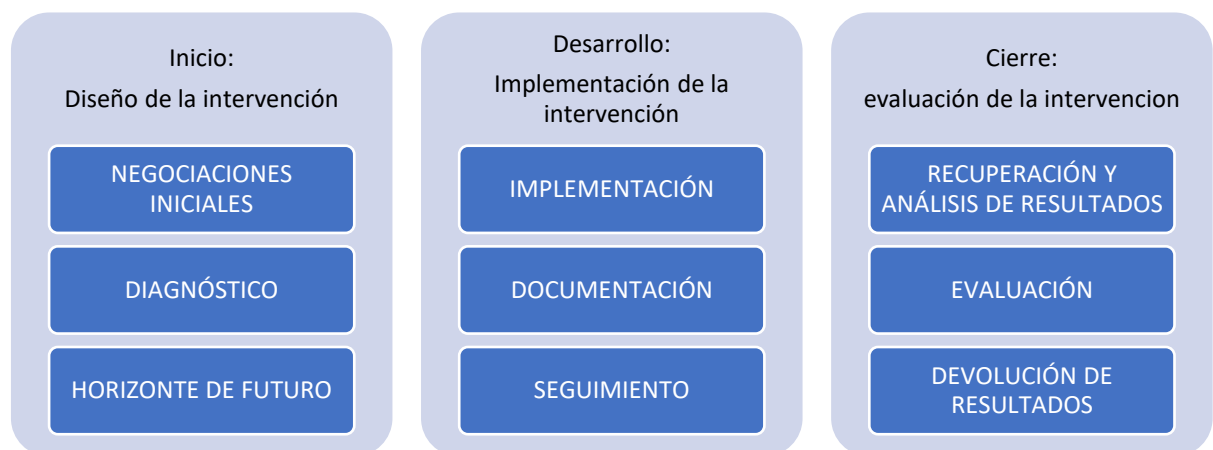 Inicio:
Diseño de la intervención
NEGOCIACIONES
INICIALES
DIAGNÓSTICO
HORIZONTE DE FUTURO
Desarrollo:
Implementación de la
intervención
IMPLEMENTACIÓN
DOCUMENTACIÓN
SEGUIMIENTO
Cierre:
evaluación de la intervencion
RECUPERACIÓN Y
ANÁLISIS DE RESULTADOS
EVALUACIÓN
DEVOLUCIÓN DE
RESULTADOS